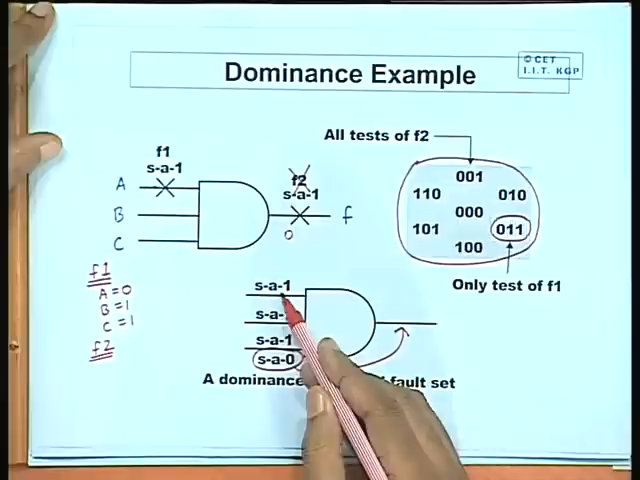 Dominance Example
© CET
I.I.T. KGP
All tests of f2
f1
s-a-1
f2
s-a-1
A
B
C
f
0
001
110
010
000
101
011
100
Only test of f1
f1
A=0
B=1
C=1
f2
s-a-1
s-a-
s-a-1
s-a-0
A dominance
fault set